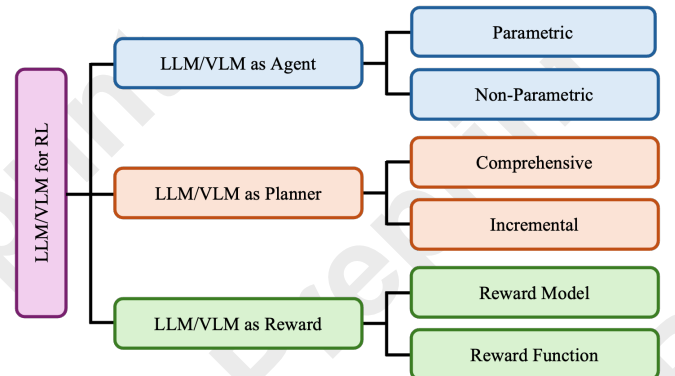 LLM/VLM for RL
LLM/VLM as Agent
Parametric
Non-Parametric
LLM/VLM as Planner
Comprehensive
Incremental
LLM/VLM as Reward
Reward Model
Reward Function